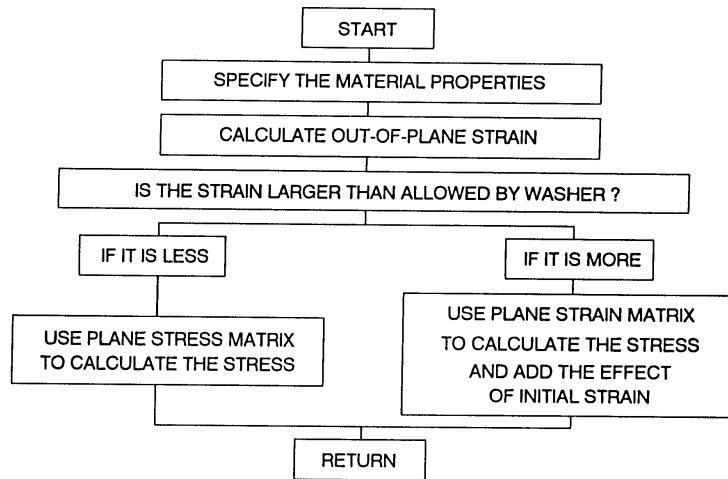 START
SPECIFY THE MATERIAL PROPERTIES
CALCULATE OUT-OF-PLANE STRAIN
IS THE STRAIN LARGER THAN ALLOWED BY WASHER ?
IF IT IS LESS
IF IT IS MORE
USE PLANE STRESS MATRIX
TO CALCULATE THE STRESS
USE PLANE STRAIN MATRIX
TO CALCULATE THE STRESS
AND ADD THE EFFECT
OF INITIAL STRAIN
RETURN